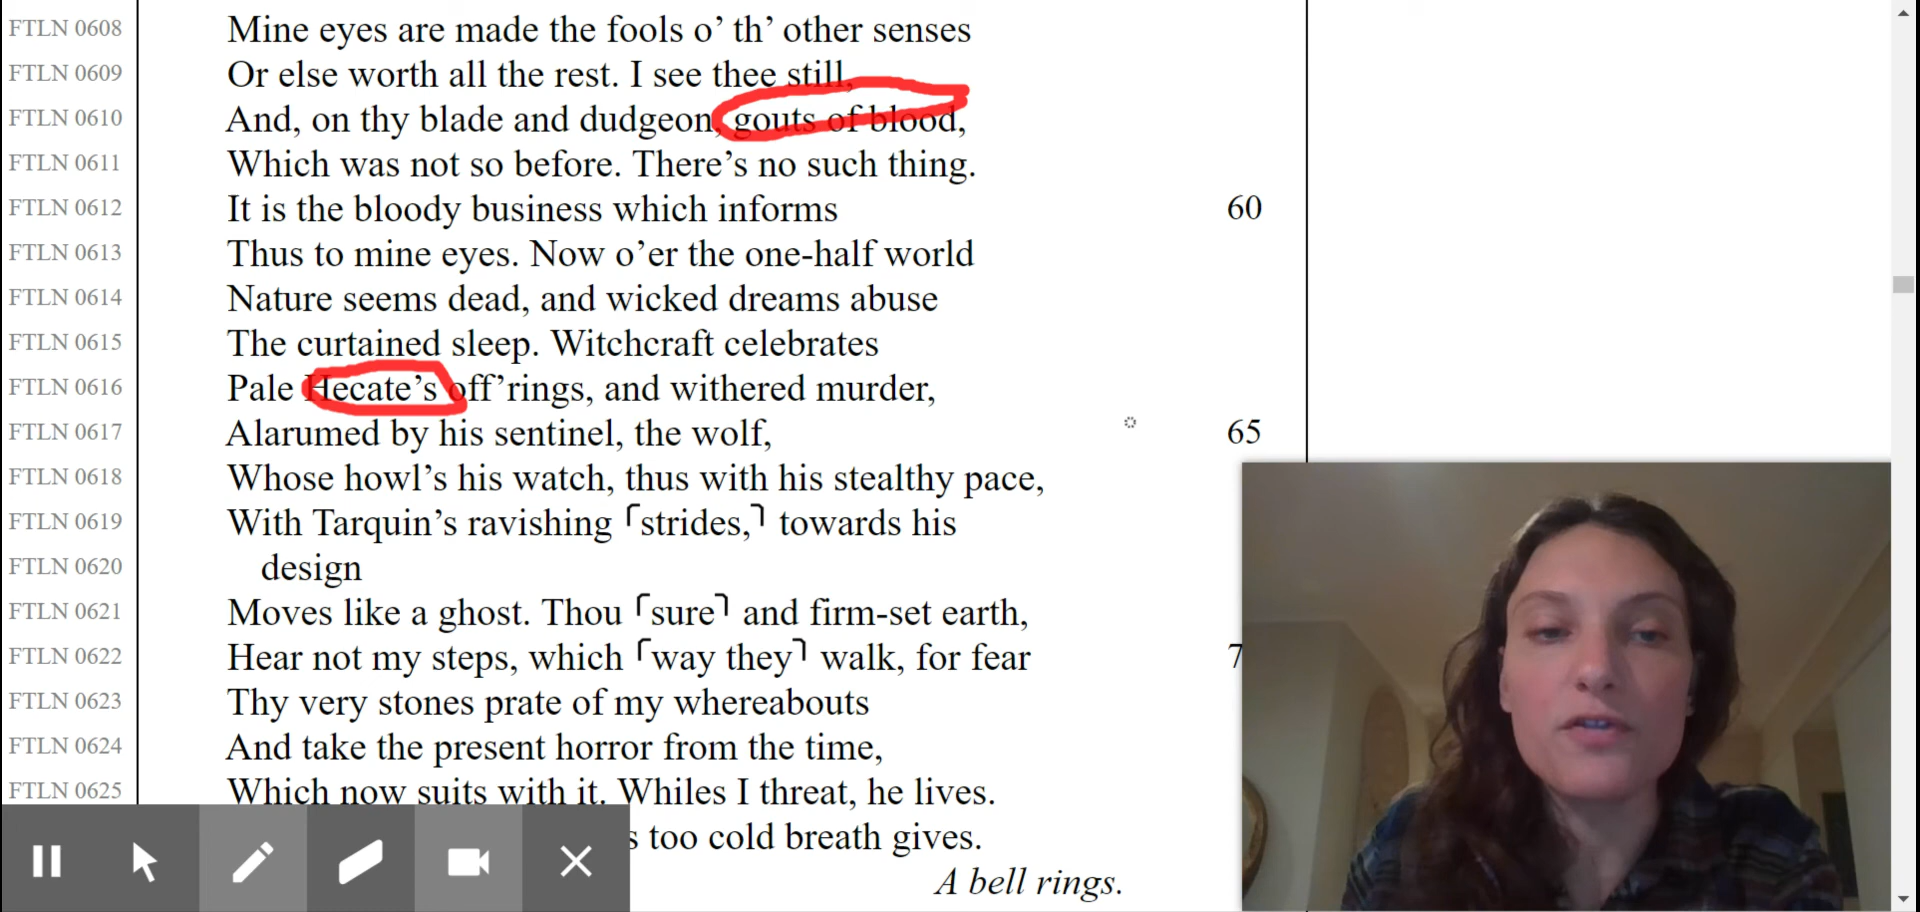 FTLN 0608 Mine eyes are made the fools o’ th’ other senses
FTLN 0609 Or else worth all the rest. I see thee still,
FTLN 0610 And, on thy blade and dudgeon, gouts of blood,
FTLN 0611 Which was not so before. There’s no such thing.
FTLN 0612 It is the bloody business which informs 60
FTLN 0613 Thus to mine eyes. Now o’er the one-half world
FTLN 0614 Nature seems dead, and wicked dreams abuse
FTLN 0615 The curtained sleep. Witchcraft celebrates
FTLN 0616 Pale Hecate’s off’rings, and withered murder,
FTLN 0617 Alarumed by his sentinel, the wolf, 65
FTLN 0618 Whose howl’s his watch, thus with his stealthy pace,
FTLN 0619 With Tarquin’s ravishing ⌜strides,⌝ towards his
FTLN 0620 design
FTLN 0621 Moves like a ghost. Thou ⌜sure⌝ and firm-set earth,
FTLN 0622 Hear not my steps, which ⌜way they⌝ walk, for fear 7
FTLN 0623 Thy very stones prate of my whereabouts
FTLN 0624 And take the present horror from the time,
FTLN 0625 Which now suits with it. Whiles I threat, he lives.
s too cold breath gives.
A bell rings.